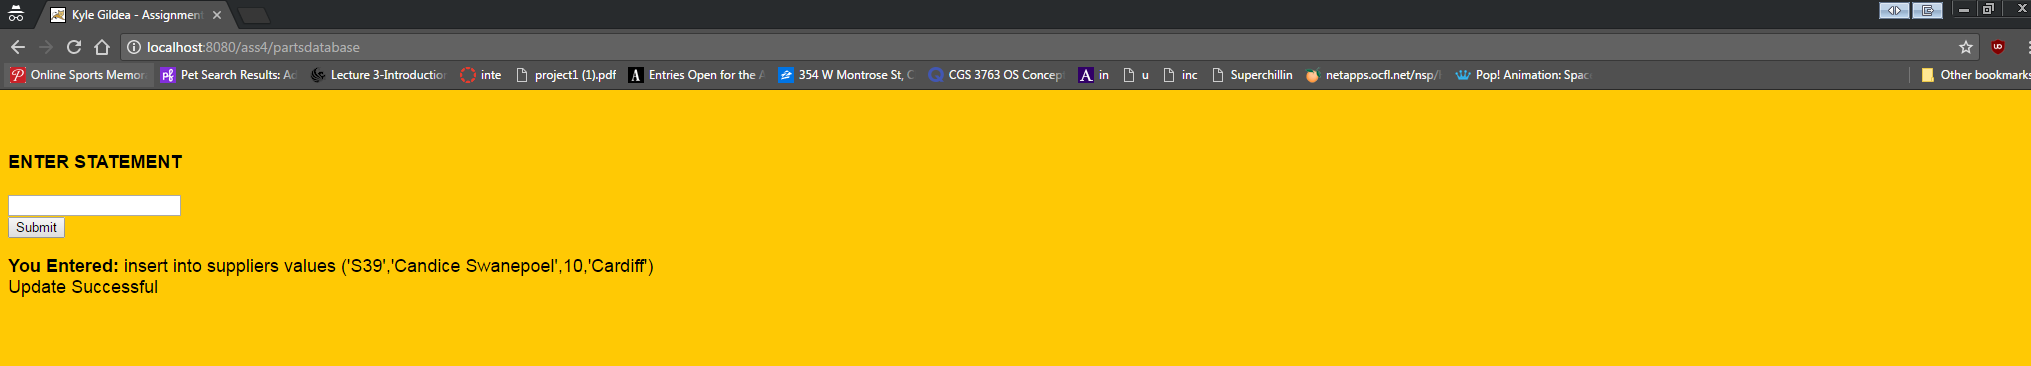 Kyle Gildea - Assignment
localhost:8080/ass4/partsdatabase
Online Sports Memor Pet Search Results: Ad Lecture 3-Introduction inte project1 (1).pdf Entries Open for the A 354 W Montrose St, C CGS 3763 OS Concep in u inc Superchillin netapps.ocfl.net/nsp/ Pop! Animation: Spac Other bookmarks
ENTER STATEMENT
Submit
You Entered: insert into suppliers values ('S39','Candice Swanepoel',10,'Cardiff')
Update Successful